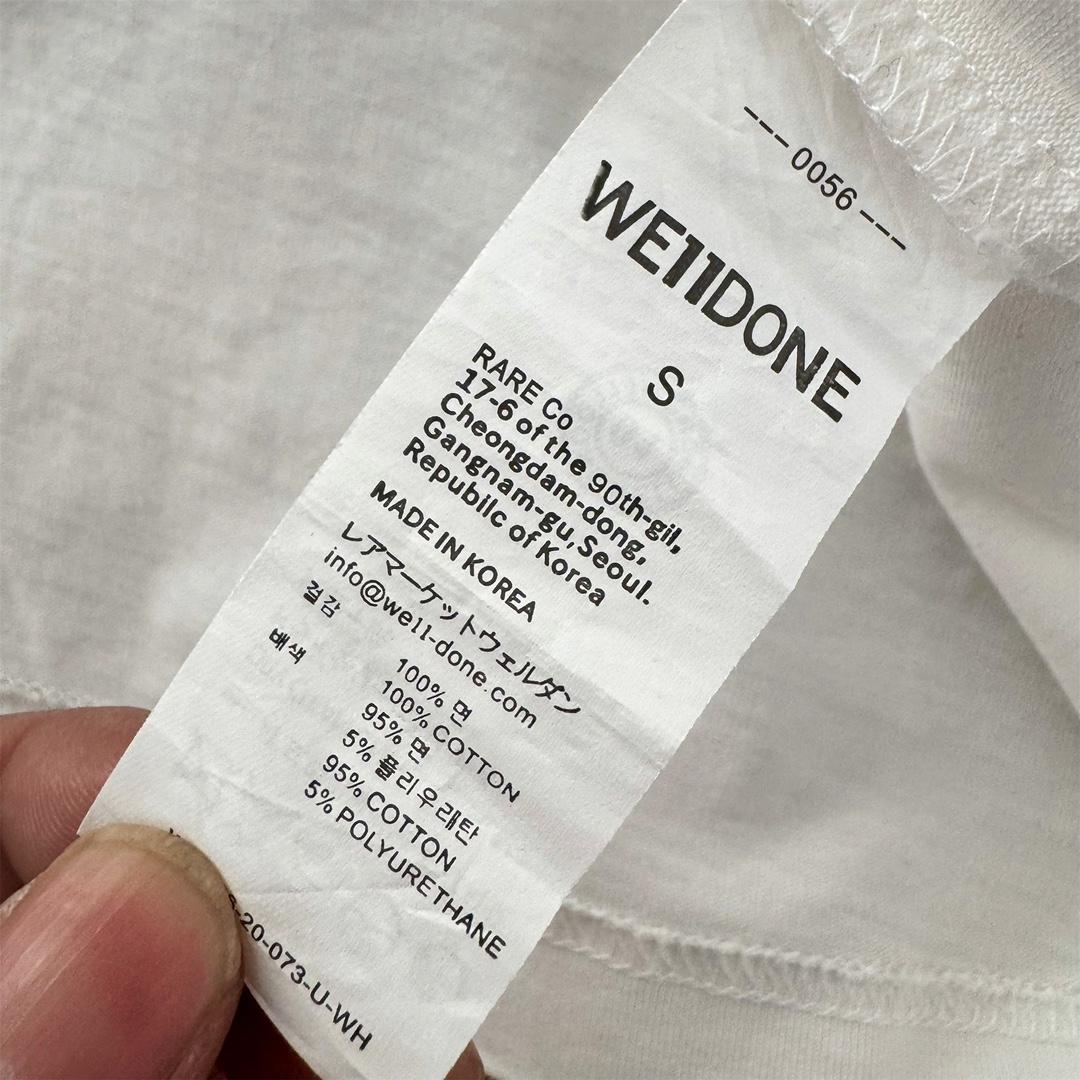 --- 0056 ---
WE11DONE
S
RARE Co
17-6 of the 90th-gil,
Cheongdam-dong,
Gangnam-gu, Seoul.
Republic of Korea
MADE IN KOREA
レアマーケットウェルダン
info@we11-done.com
겉감
100% 면
100% COTTON
배색
95% 면
5% 폴리우레탄
95% COTTON
5% POLYURETHANE
-20-073-U-WH